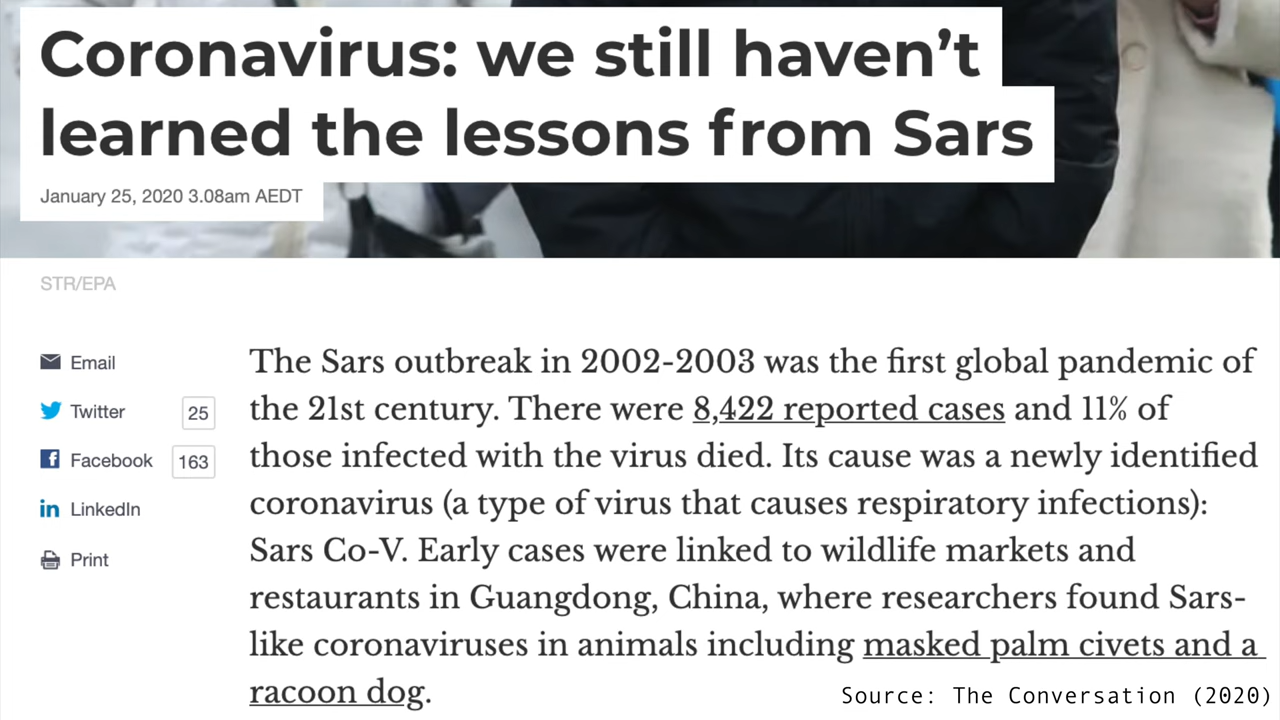 Coronavirus: we still haven't
learned the lessons from Sars
January 25, 2020 3.08am AEDT
STR/EPA
Email
Twitter 25
Facebook 163
LinkedIn
Print
The Sars outbreak in 2002-2003 was the first global pandemic of
the 21st century. There were 8,422 reported cases and 11% of
those infected with the virus died. Its cause was a newly identified
coronavirus (a type of virus that causes respiratory infections):
Sars Co-V. Early cases were linked to wildlife markets and
restaurants in Guangdong, China, where researchers found Sars-
like coronaviruses in animals including masked palm civets and a
racoon dog.
Source: The Conversation (2020)